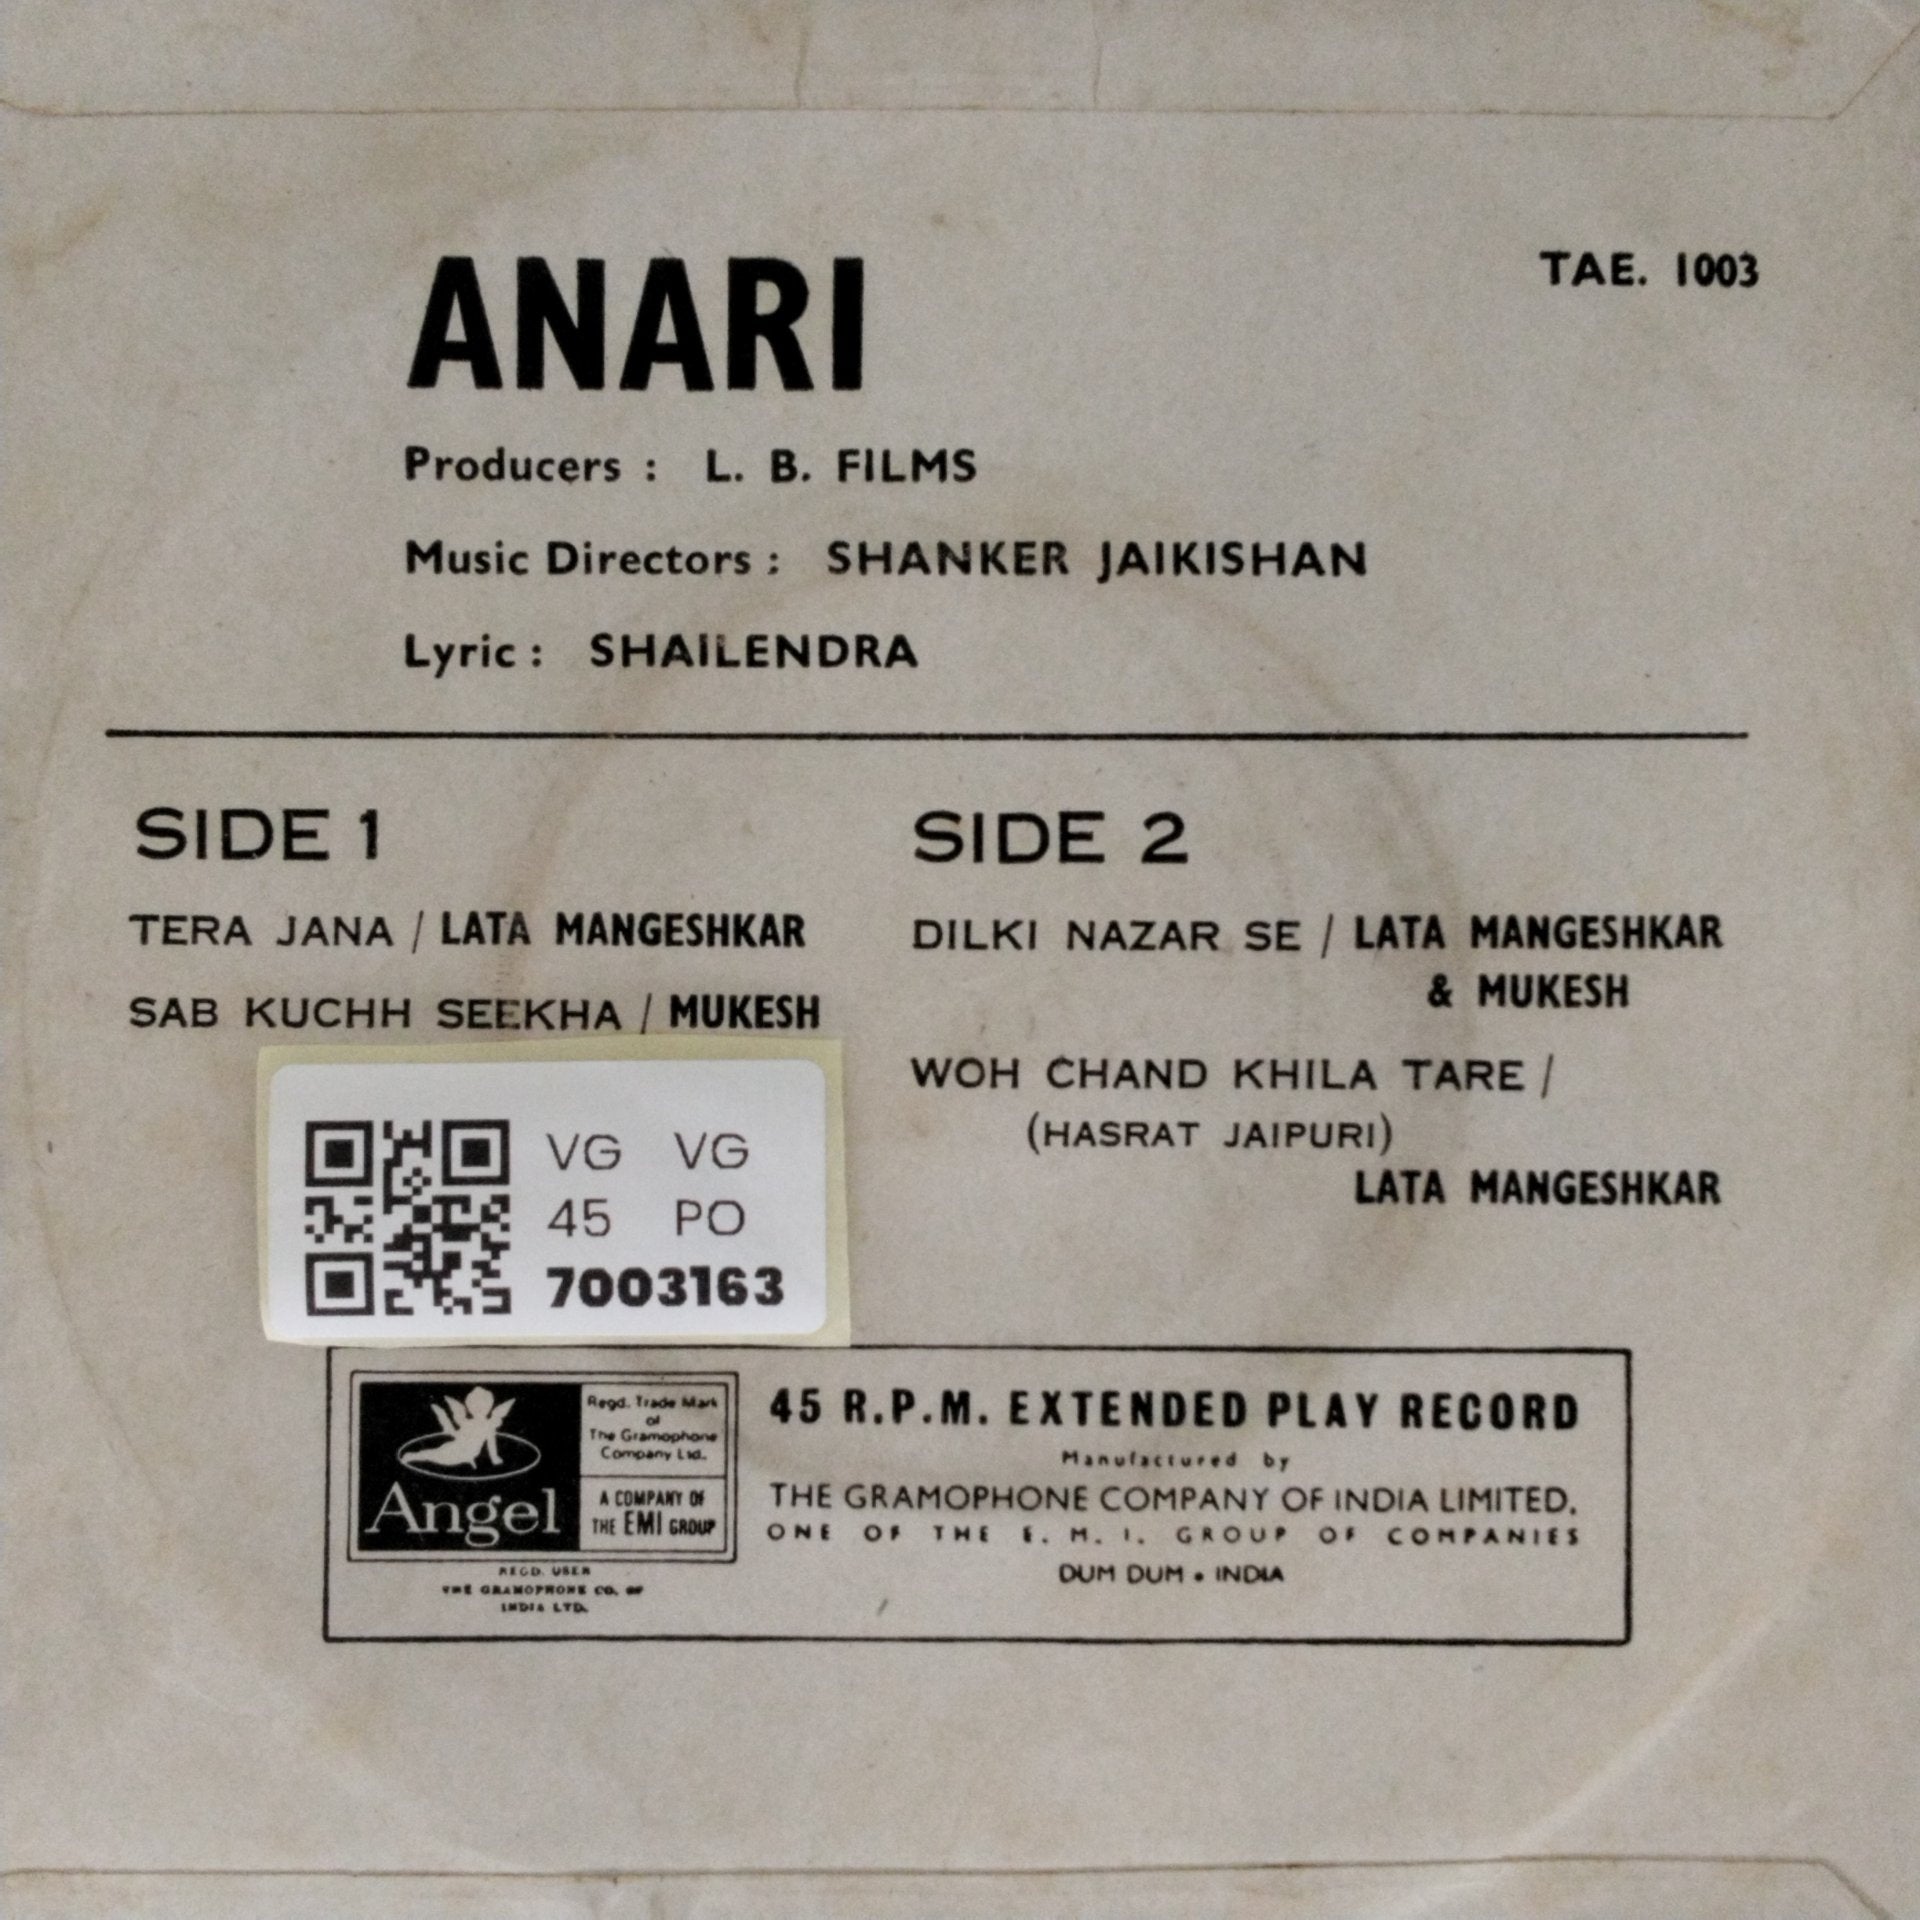 ANARI
TAE. 1003
Producers : L. B. FILMS
Music Directors : SHANKER JAIKISHAN
Lyric : SHAILENDRA
SIDE 1
TERA JANA / LATA MANGESHKAR
SAB KUCHH SEEKHA / MUKESH
SIDE 2
DILKI NAZAR SE / LATA MANGESHKAR
& MUKESH
WOH CHAND KHILA TARE /
(HASRAT JAIPURI)
LATA MANGESHKAR
VG VG
45 PO
7003163
Angel
Regd. Trade Mark
of
The Gramophone
Company Ltd.
A COMPANY OF
THE EMI GROUP
REGD. USER
THE GRAMOPHONE CO. OF
INDIA LTD.
45 R.P.M. EXTENDED PLAY RECORD
Manufactured by
THE GRAMOPHONE COMPANY OF INDIA LIMITED.
ONE OF THE E. M. I. GROUP OF COMPANIES
DUM DUM • INDIA